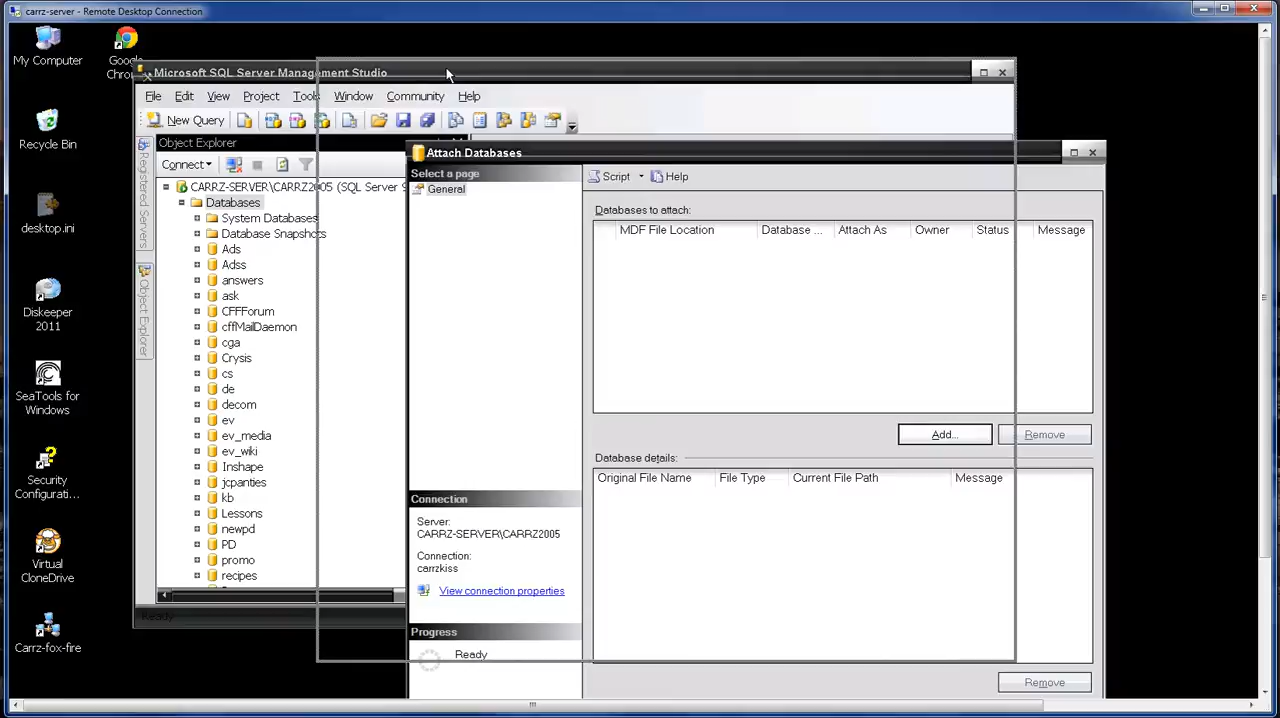 carrz-server - Remote Desktop Connection
My Computer
Google
Chro
Recycle Bin
desktop.ini
Diskeeper
2011
SeaTools for
Windows
Security
Configurati...
Virtual
CloneDrive
Carrz-fox-fire
Microsoft SQL Server Management Studio
File Edit View Project Tools Window Community Help
New Query
Registered Servers
Object Explorer
Object Explorer
Connect
CARRZ-SERVER\CARRZ2005 (SQL Server
Databases
System Databases
Database Snapshots
Ads
Adss
answers
ask
CFFForum
cffMailDaemon
cga
Crysis
cs
de
decom
ev
ev_media
ev_wiki
Inshape
jcpanties
kb
Lessons
newpd
PD
promo
recipes
Ready
Attach Databases
Select a page
General
Script Help
Databases to attach:
MDF File Location Database ... Attach As Owner Status Message
Add... Remove
Database details:
Original File Name File Type Current File Path Message
Connection
Server:
CARRZ-SERVER\CARRZ2005
Connection:
carrzkiss
View connection properties
Progress
Ready
Remove